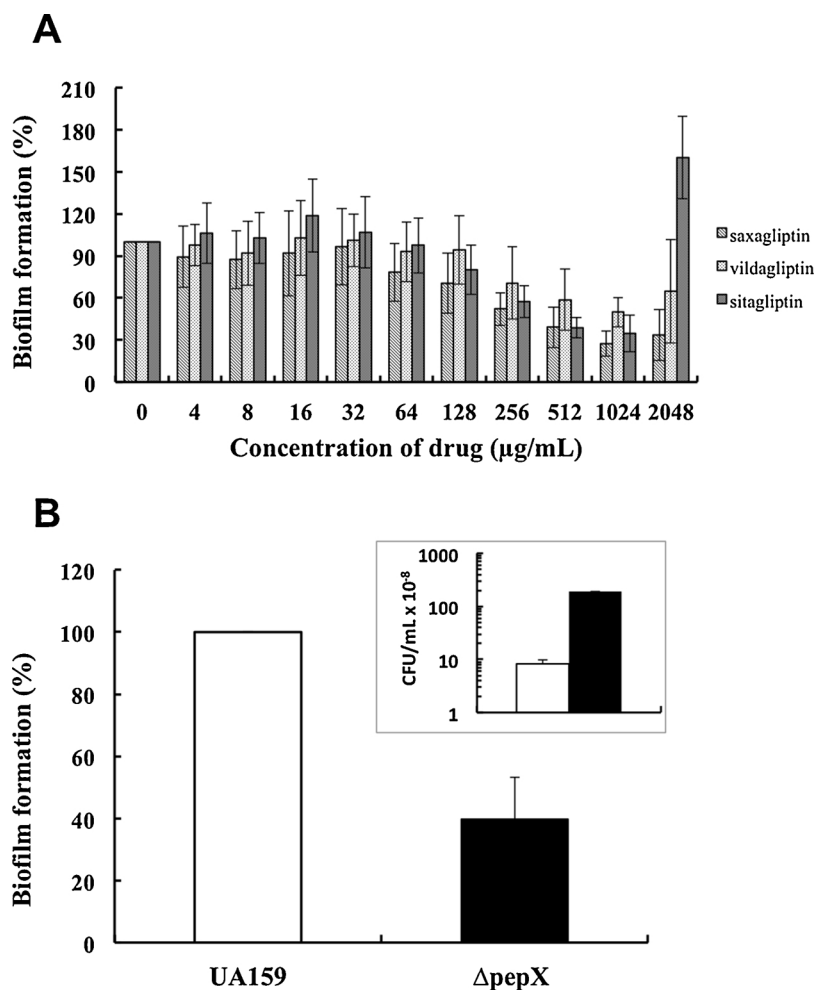 A
Biofilm formation (%)
210
180
150
120
90
60
30
0
0 4 8 16 32 64 128 256 512 1024 2048
Concentration of drug (µg/mL)
saxagliptin
vildagliptin
sitagliptin
B
Biofilm formation (%)
120
100
80
60
40
20
0
UA159 ΔpepX
CFU/mL x 10⁻⁸
1000
100
10
1